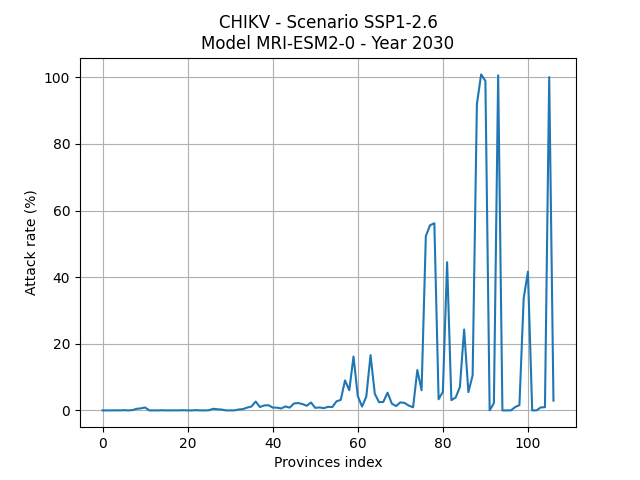 CHIKV - Scenario SSP1-2.6
Model MRI-ESM2-0 - Year 2030
100
80
60
40
20
0
Attack rate (%)
0 20 40 60 80 100
Provinces index